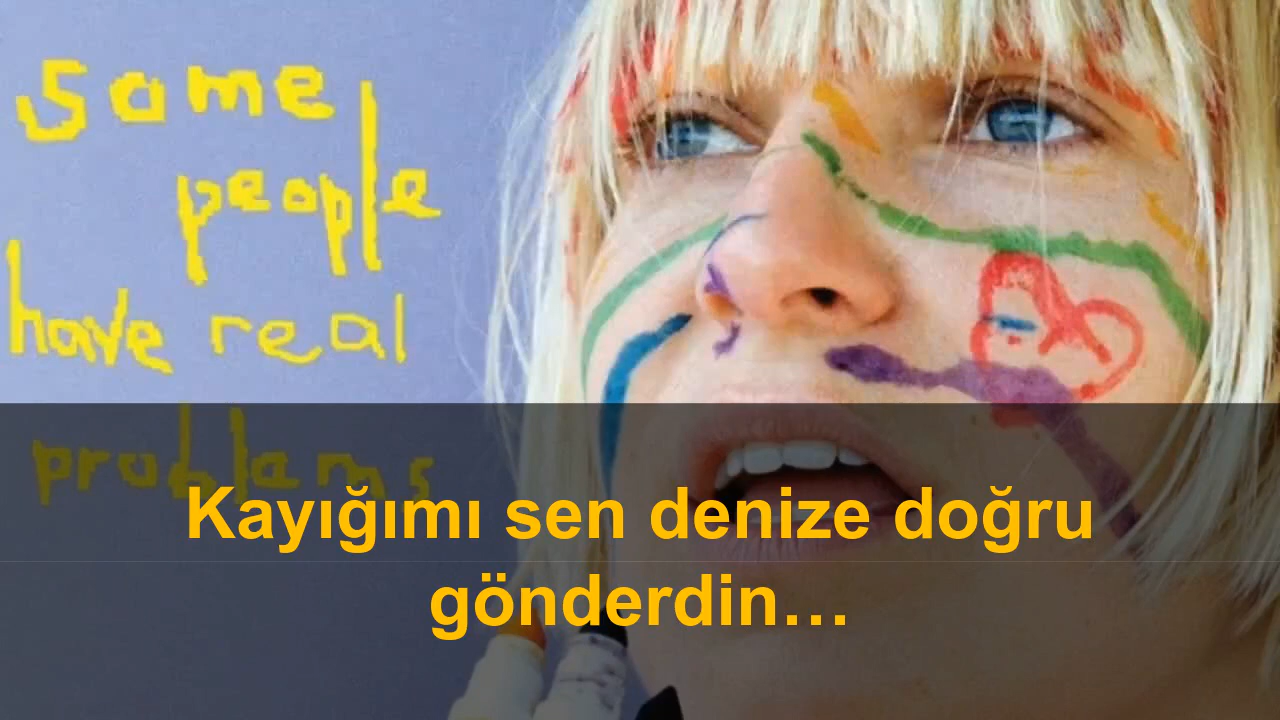 some
people
have real
problems
Kayığımı sen denize doğru
gönderdin…